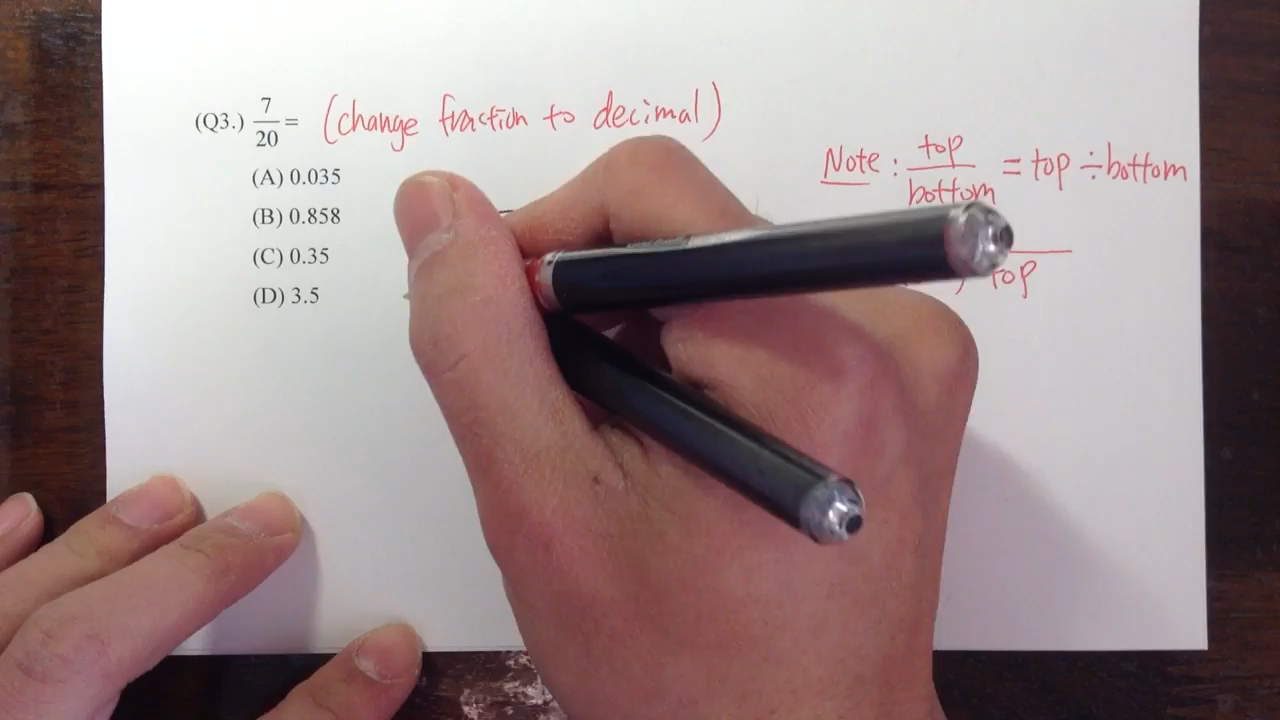 (Q3.) 7/20 = (change fraction to decimal)
(A) 0.035
(B) 0.858
(C) 0.35
(D) 3.5
Note : top/bottom = top ÷ bottom
top